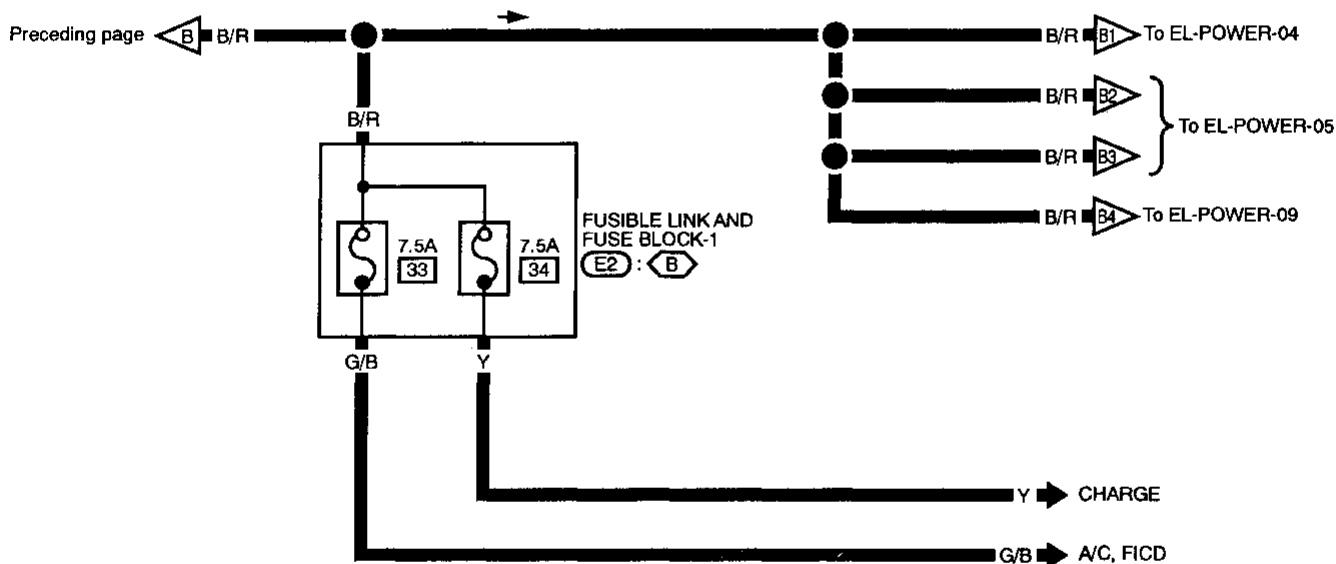 Preceding page B B/R B/R B1 To EL-POWER-04
B/R B2
To EL-POWER-05
B/R B/R B3
B/R B4 To EL-POWER-09
FUSIBLE LINK AND
FUSE BLOCK-1
E2 : B
7.5A 7.5A
33 34
G/B Y
Y CHARGE
G/B A/C, FICD